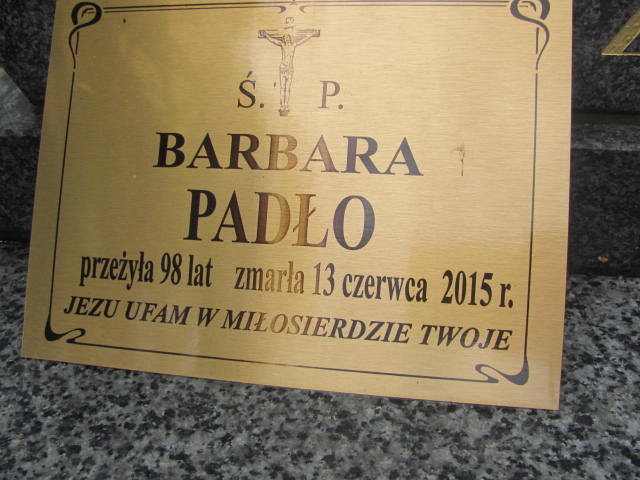 Ś. P.
BARBARA
PADŁO
przeżyła 98 lat zmarła 13 czerwca 2015 r.
JEZU UFAM W MIŁOSIERDZIE TWOJE